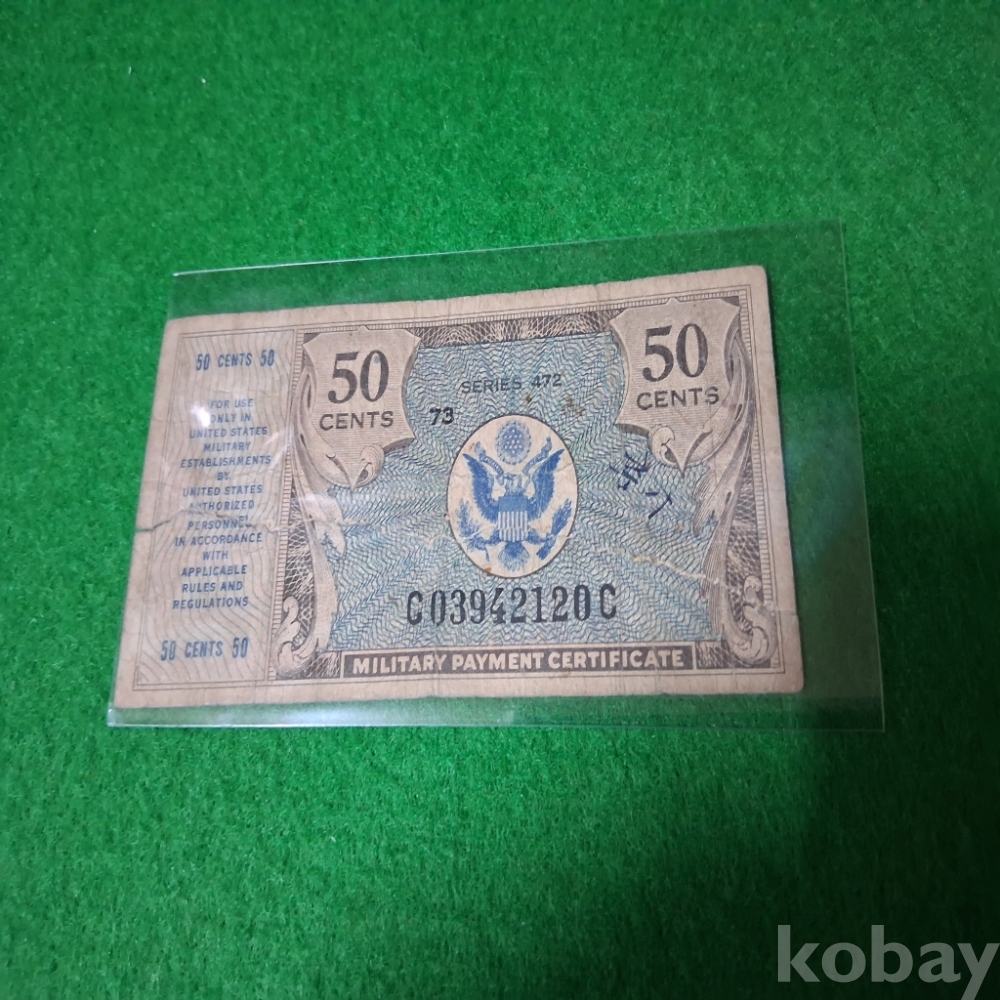 50 CENTS 50
FOR USE
ONLY IN
UNITED STATES
MILITARY
ESTABLISHMENTS
BY
UNITED STATES
AUTHORIZED
PERSONNEL
IN ACCORDANCE
WITH
APPLICABLE
RULES AND
REGULATIONS
50 CENTS 50
50
CENTS
SERIES 472
73
50
CENTS
C03942120C
MILITARY PAYMENT CERTIFICATE
kobay